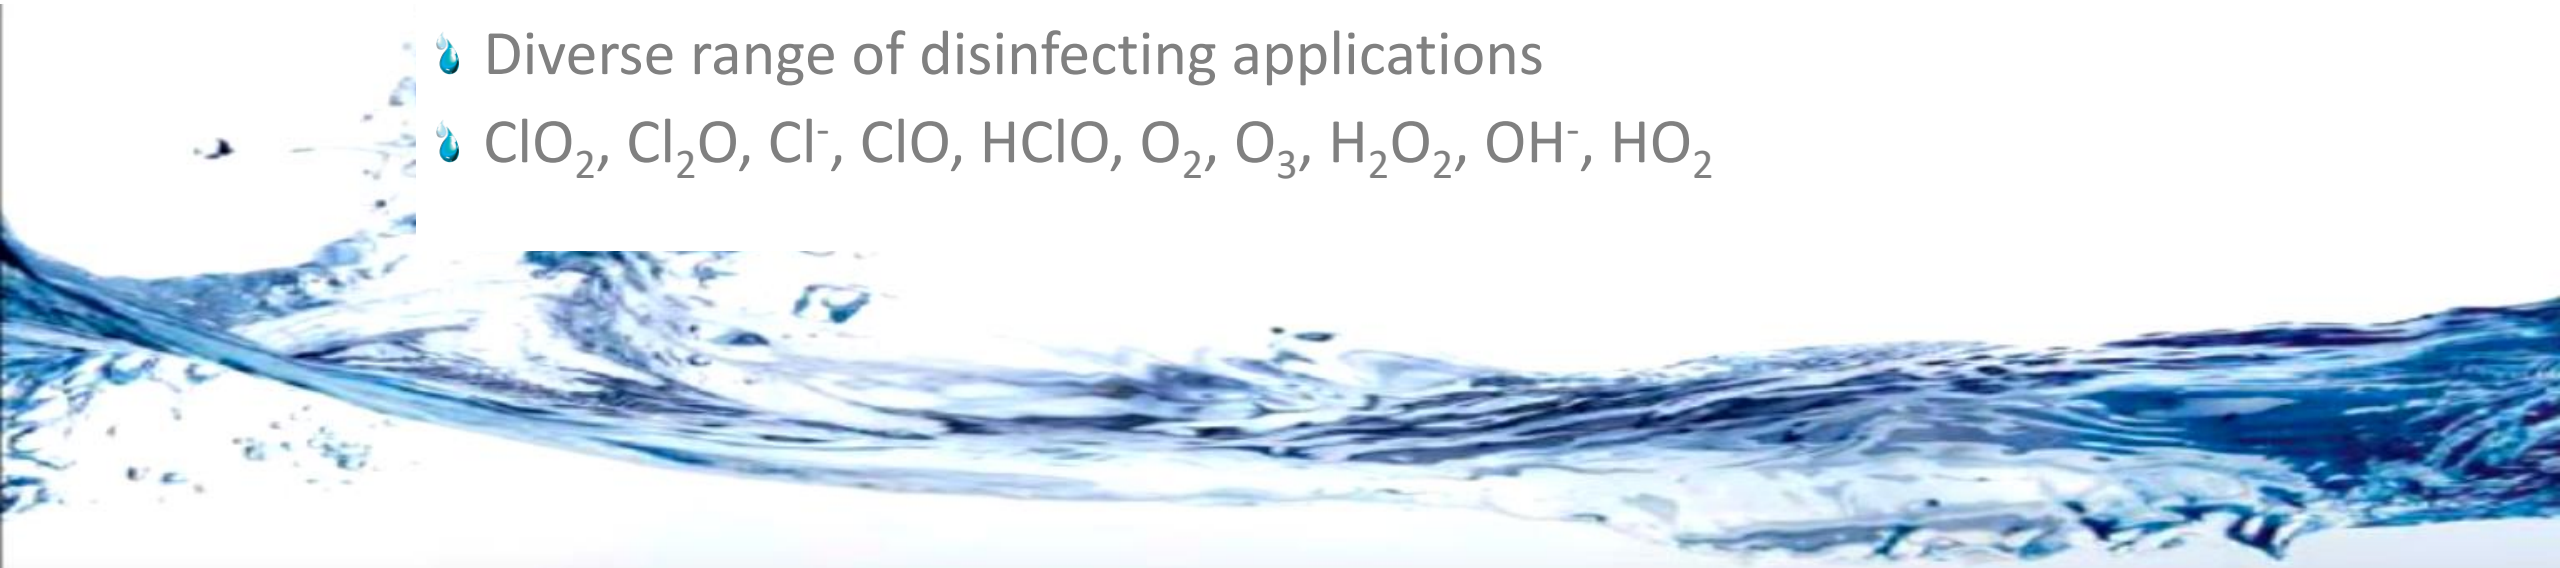 Diverse range of disinfecting applications
ClO₂, Cl₂O, Cl⁻, ClO, HClO, O₂, O₃, H₂O₂, OH⁻, HO₂